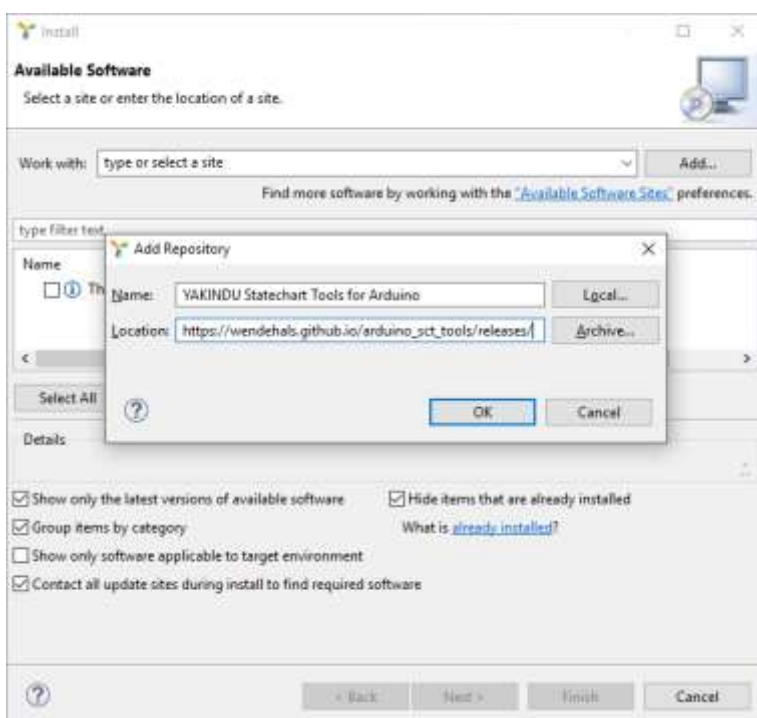 Install
Available Software
Select a site or enter the location of a site.
Work with: type or select a site Add...
Find more software by working with the "Available Software Sites" preferences.
type filter text
Add Repository
Name
Th
Name: YAKINDU Statechart Tools for Arduino Local...
Location: https://wendehals.github.io/arduino_sct_tools/releases/ Archive...
Select All
OK Cancel
Details
Show only the latest versions of available software Hide items that are already installed
Group items by category What is already installed?
Show only software applicable to target environment
Contact all update sites during install to find required software
< Back Next > Finish Cancel